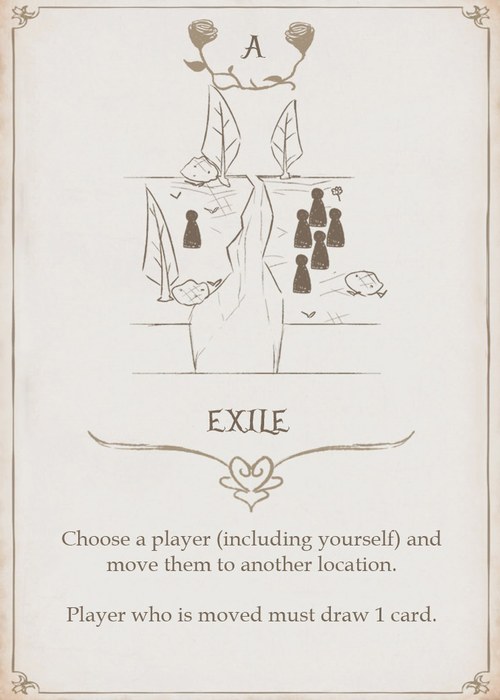 A
EXILE
Choose a player (including yourself) and
move them to another location.
Player who is moved must draw 1 card.